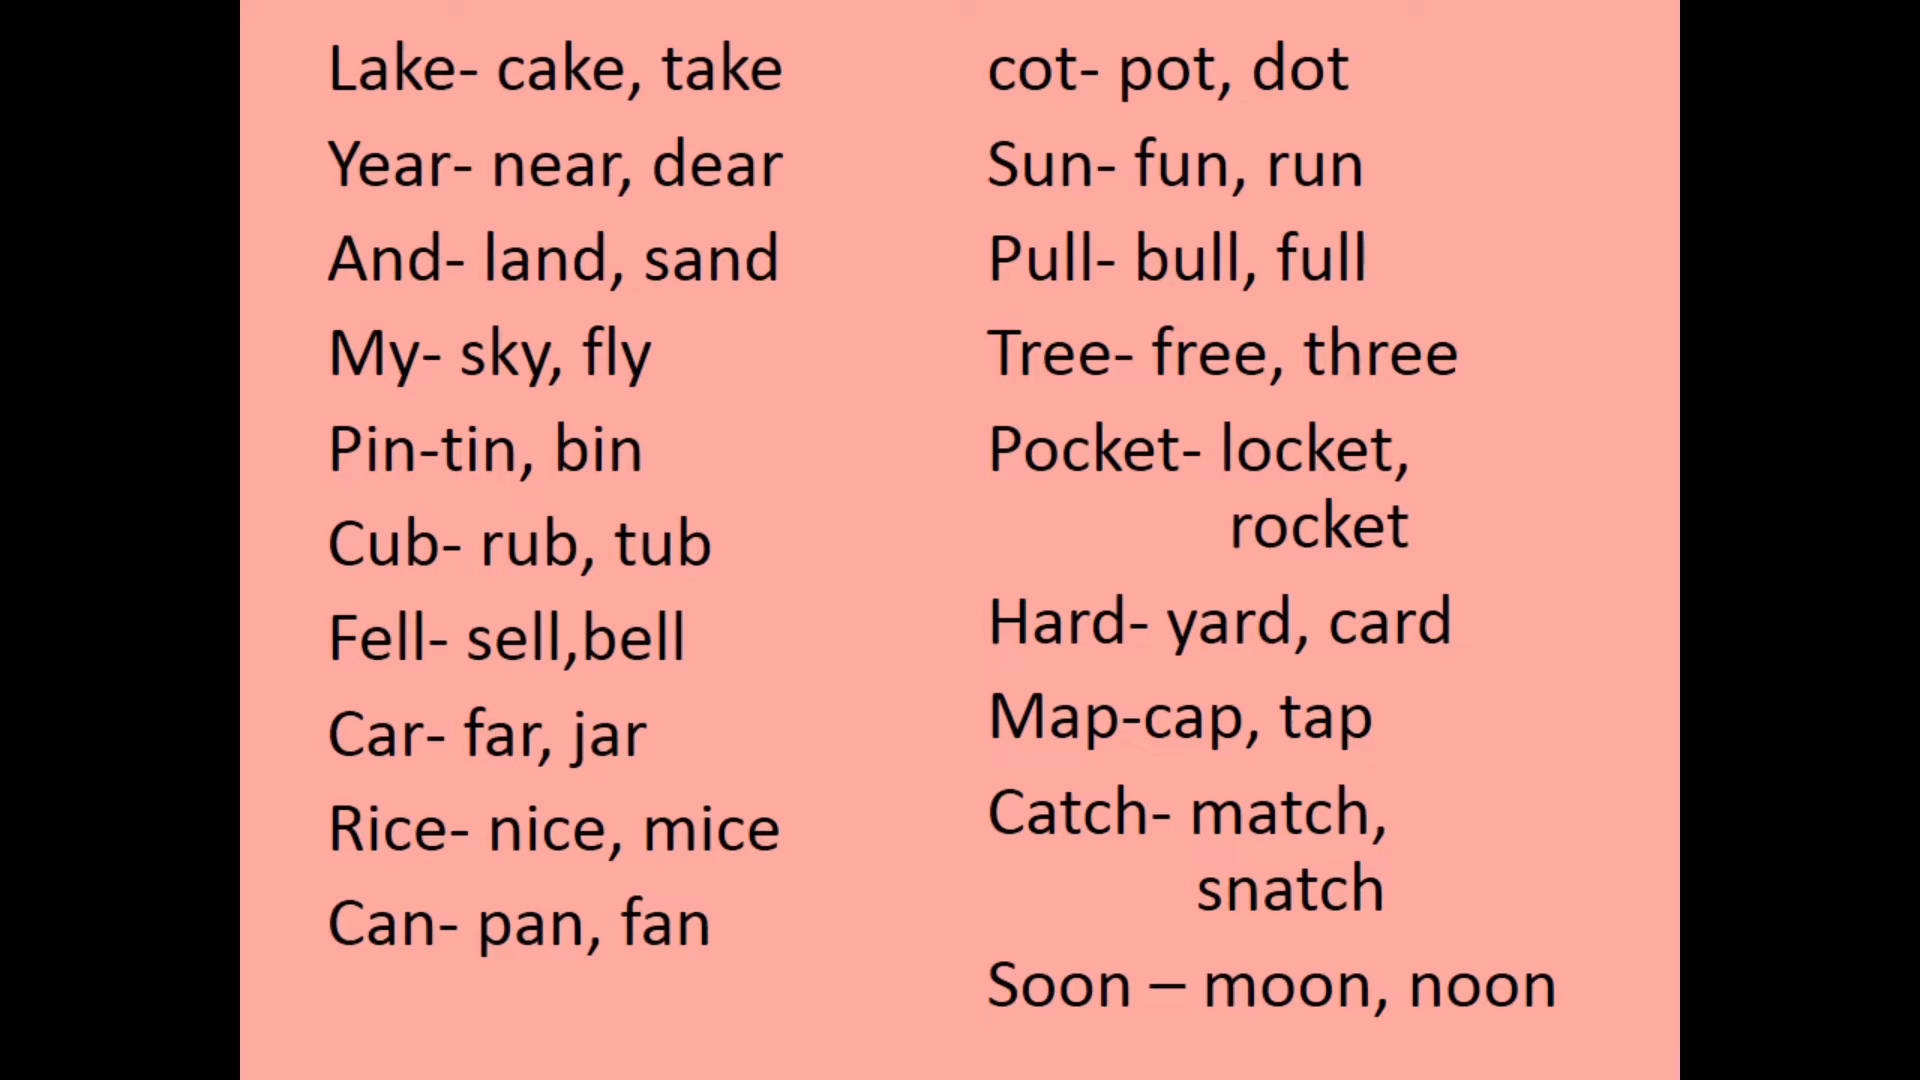 Lake- cake, take
Year- near, dear
And- land, sand
My- sky, fly
Pin-tin, bin
Cub- rub, tub
Fell- sell,bell
Car- far, jar
Rice- nice, mice
Can- pan, fan
cot- pot, dot
Sun- fun, run
Pull- bull, full
Tree- free, three
Pocket- locket,
rocket
Hard- yard, card
Map-cap, tap
Catch- match,
snatch
Soon – moon, noon